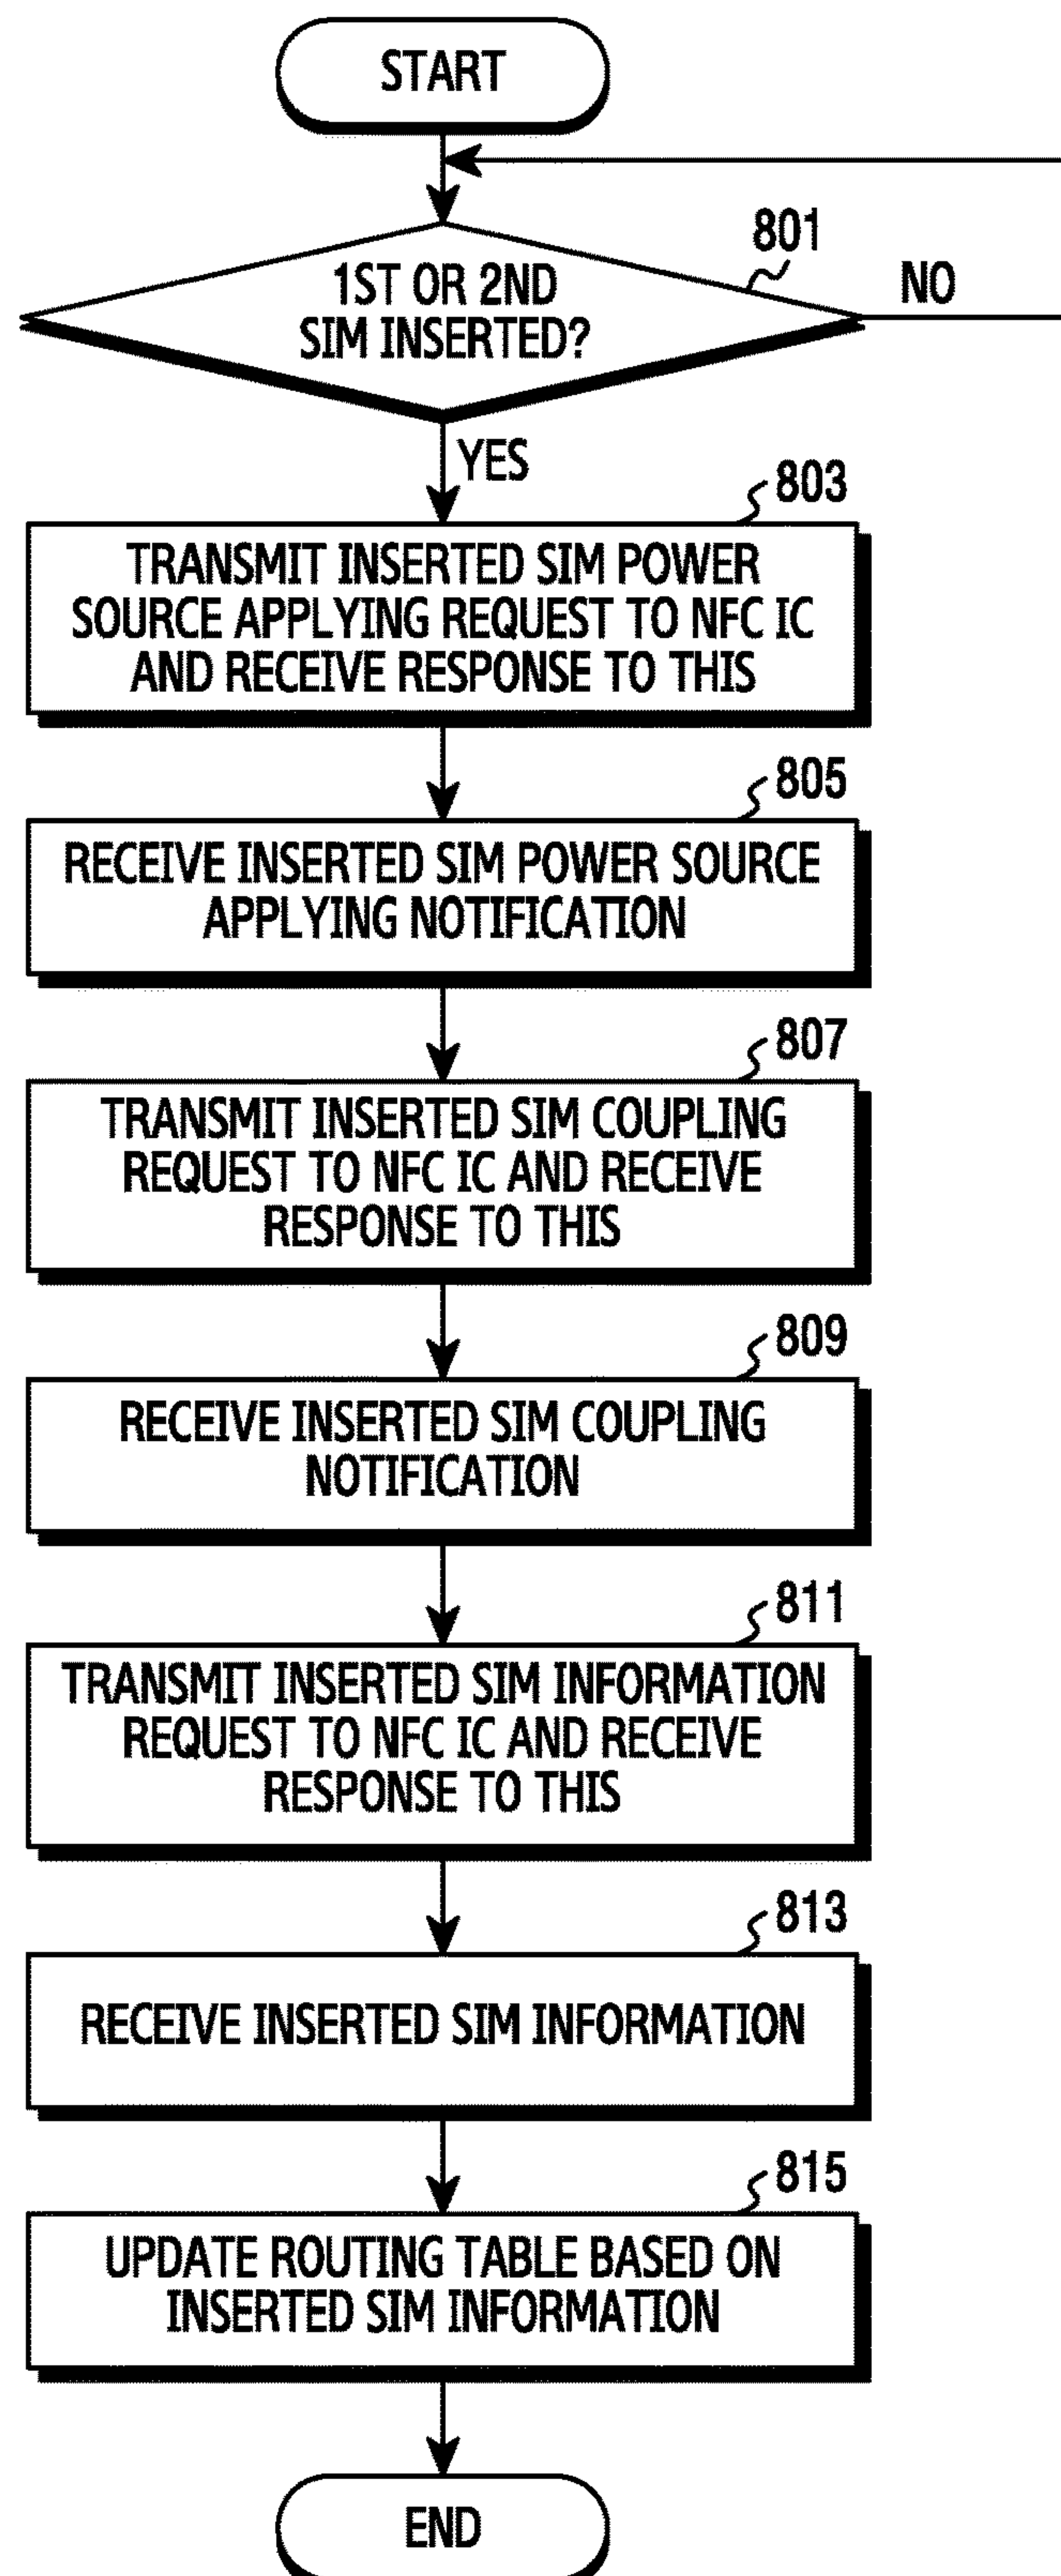 START
801
1ST OR 2ND
SIM INSERTED?
NO
YES
803
TRANSMIT INSERTED SIM POWER
SOURCE APPLYING REQUEST TO NFC IC
AND RECEIVE RESPONSE TO THIS
805
RECEIVE INSERTED SIM POWER SOURCE
APPLYING NOTIFICATION
807
TRANSMIT INSERTED SIM COUPLING
REQUEST TO NFC IC AND RECEIVE
RESPONSE TO THIS
809
RECEIVE INSERTED SIM COUPLING
NOTIFICATION
811
TRANSMIT INSERTED SIM INFORMATION
REQUEST TO NFC IC AND RECEIVE
RESPONSE TO THIS
813
RECEIVE INSERTED SIM INFORMATION
815
UPDATE ROUTING TABLE BASED ON
INSERTED SIM INFORMATION
END